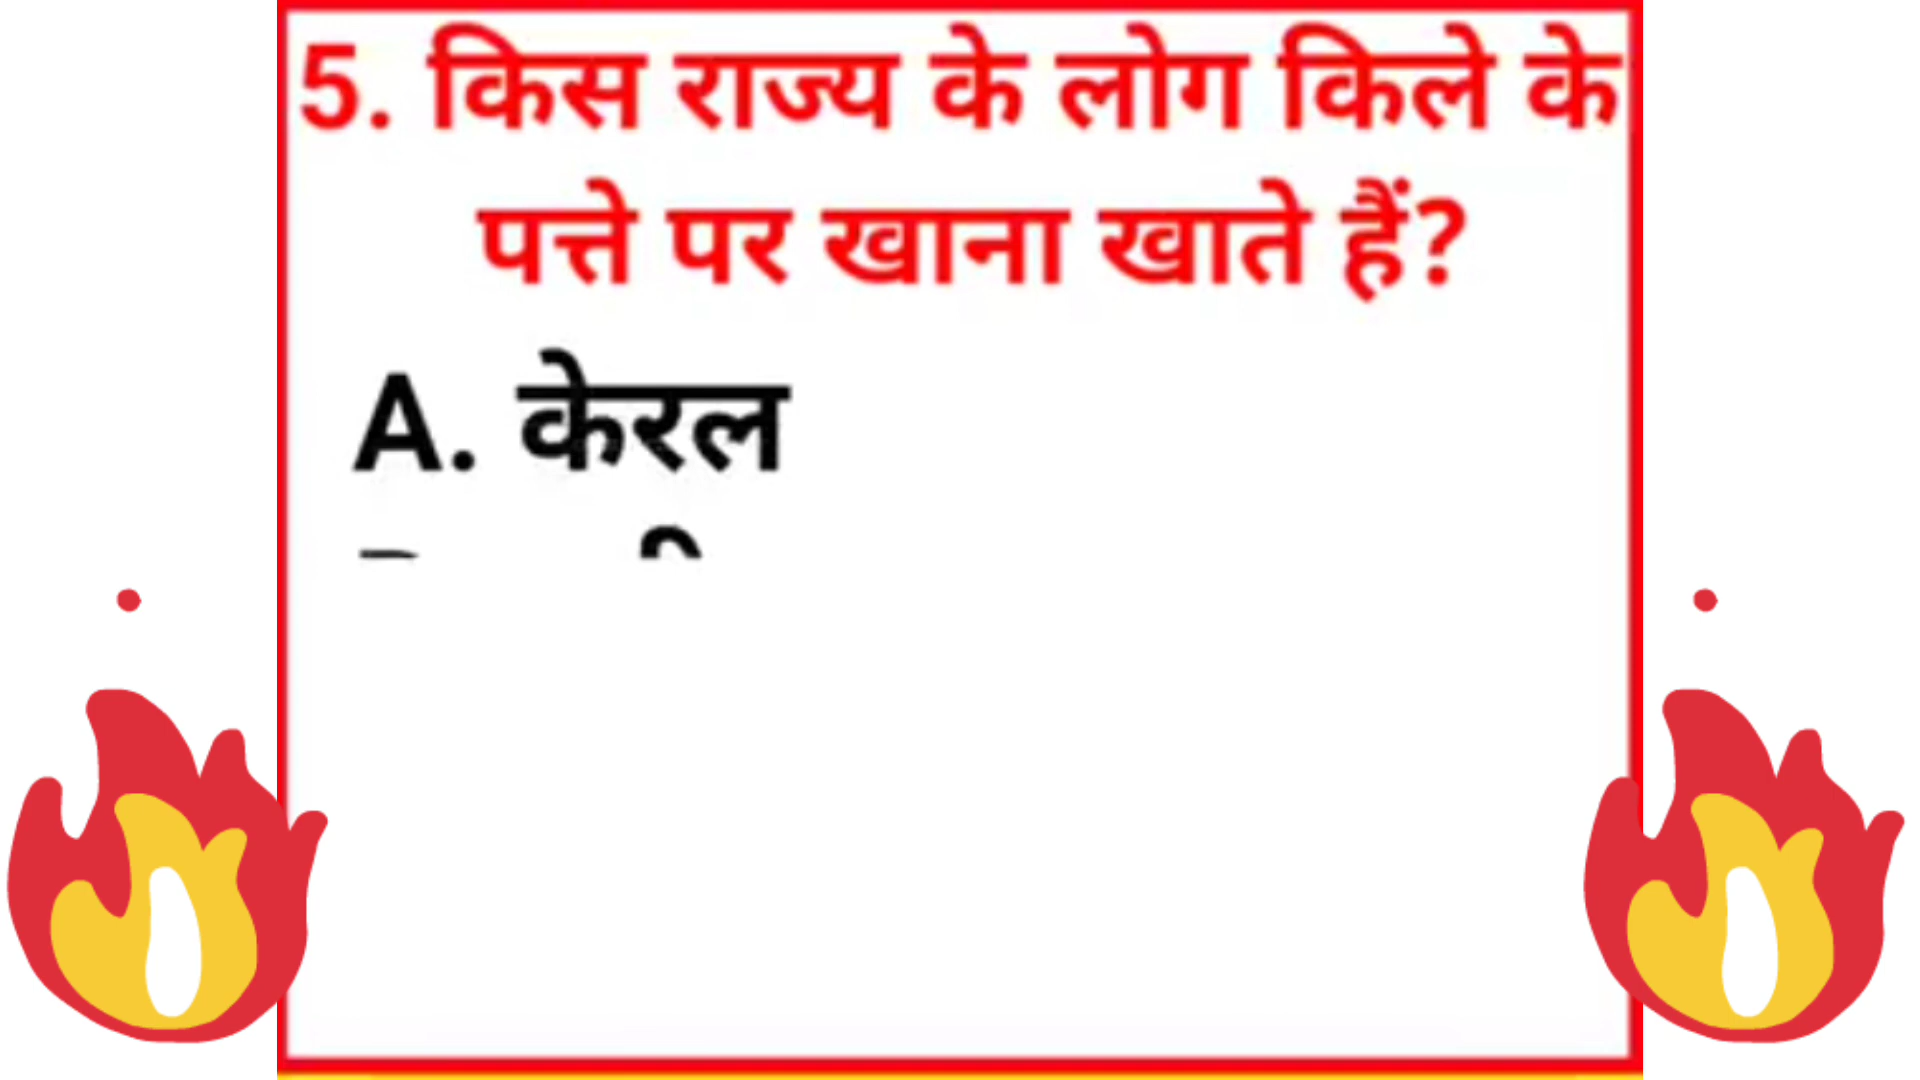 5. किस राज्य के लोग किले के
पत्ते पर खाना खाते हैं?
A. केरल